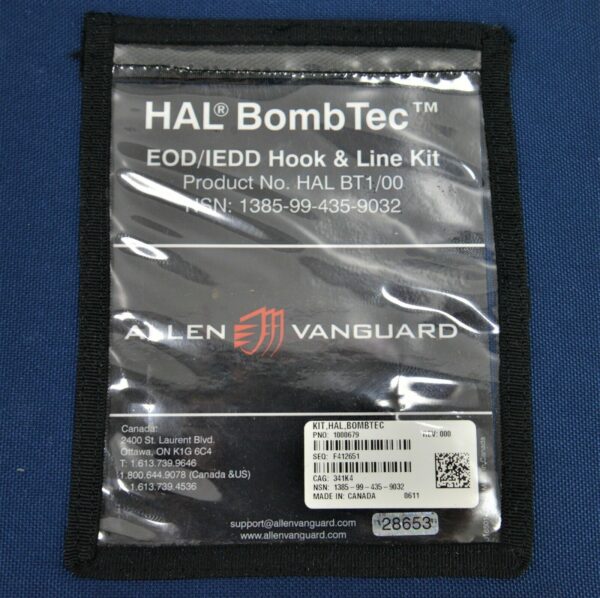 HAL® BombTec™
EOD/IEDD Hook & Line Kit
Product No. HAL BT1/00
NSN: 1385-99-435-9032
ALLEN VANGUARD
Canada:
2400 St. Laurent Blvd.
Ottawa, ON K1G 6C4
T: 1.613.739.9646
1.800.644.9078 (Canada &US)
1.613.739.4536
KIT,HAL,BOMBTEC
PNO: 1000679 REV: 000
SEQ: F412651
CAG: 341K4
NSN: 1385-99-435-9032
MADE IN: CANADA 0611
28653
support@allenvanguard.com
www.allenvanguard.com